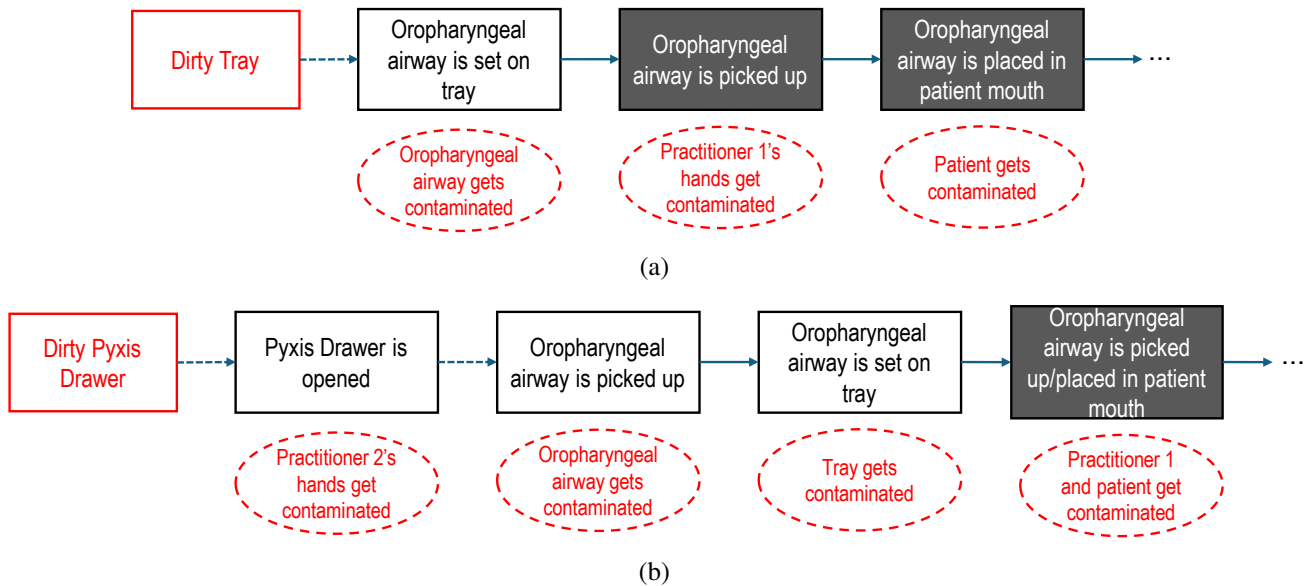 Dirty Tray
Oropharyngeal
airway is set on
tray
Oropharyngeal
airway is picked up
Oropharyngeal
airway is placed in
patient mouth
...
Oropharyngeal
airway gets
contaminated
Practitioner 1's
hands get
contaminated
Patient gets
contaminated
(a)
Dirty Pyxis
Drawer
Pyxis Drawer is
opened
Oropharyngeal
airway is picked up
Oropharyngeal
airway is set on
tray
Oropharyngeal
airway is picked
up/placed in patient
mouth
...
Practitioner 2's
hands get
contaminated
Oropharyngeal
airway gets
contaminated
Tray gets
contaminated
Practitioner 1
and patient get
contaminated
(b)